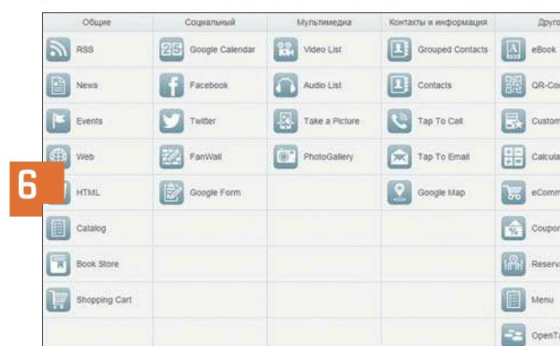 Общие Социальный Мультимедиа Контакты и информация
RSS Google Calendar Video List Grouped Contacts eBook
News Facebook Audio List Contacts
Events Twitter Take a Picture Tap To Call
Web FanWall PhotoGallery Tap To Email
6 HTML Google Form Google Map
Catalog
Book Store
Shopping Cart
Menu